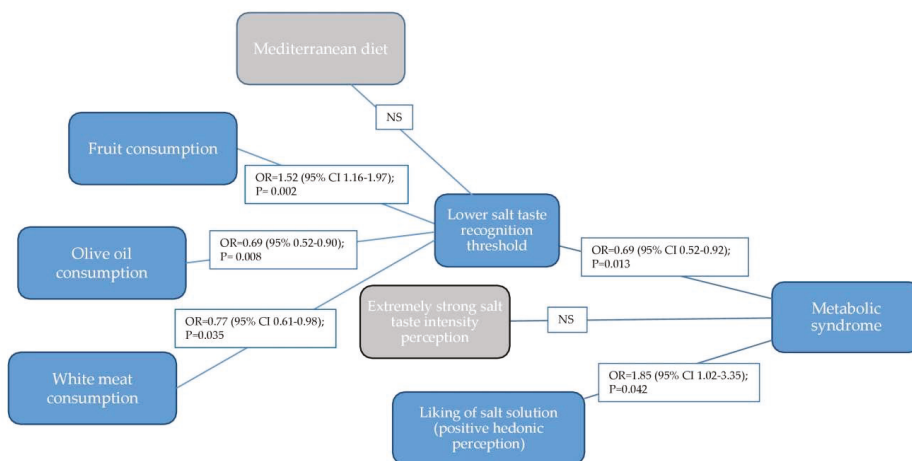 Mediterranean diet
NS
Fruit consumption
OR=1.52 (95% CI 1.16-1.97);
P= 0.002
Lower salt taste
recognition
threshold
OR=0.69 (95% 0.52-0.90);
P= 0.008
Olive oil
consumption
OR=0.69 (95% CI 0.52-0.92);
P=0.013
Extremely strong salt
taste intensity
perception
NS
Metabolic
syndrome
OR=0.77 (95% CI 0.61-0.98);
P=0.035
White meat
consumption
OR=1.85 (95% CI 1.02-3.35);
P=0.042
Liking of salt solution
(positive hedonic
perception)